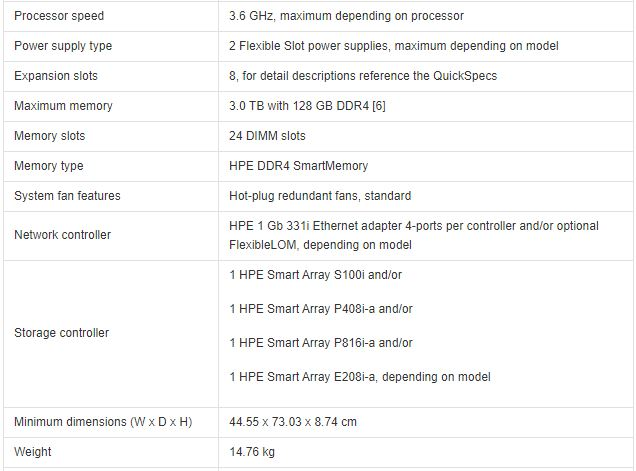 Processor speed 3.6 GHz, maximum depending on processor
Power supply type 2 Flexible Slot power supplies, maximum depending on model
Expansion slots 8, for detail descriptions reference the QuickSpecs
Maximum memory 3.0 TB with 128 GB DDR4 [6]
Memory slots 24 DIMM slots
Memory type HPE DDR4 SmartMemory
System fan features Hot-plug redundant fans, standard
Network controller HPE 1 Gb 331i Ethernet adapter 4-ports per controller and/or optional
FlexibleLOM, depending on model
Storage controller 1 HPE Smart Array S100i and/or
1 HPE Smart Array P408i-a and/or
1 HPE Smart Array P816i-a and/or
1 HPE Smart Array E208i-a, depending on model
Minimum dimensions (W x D x H) 44.55 x 73.03 x 8.74 cm
Weight 14.76 kg